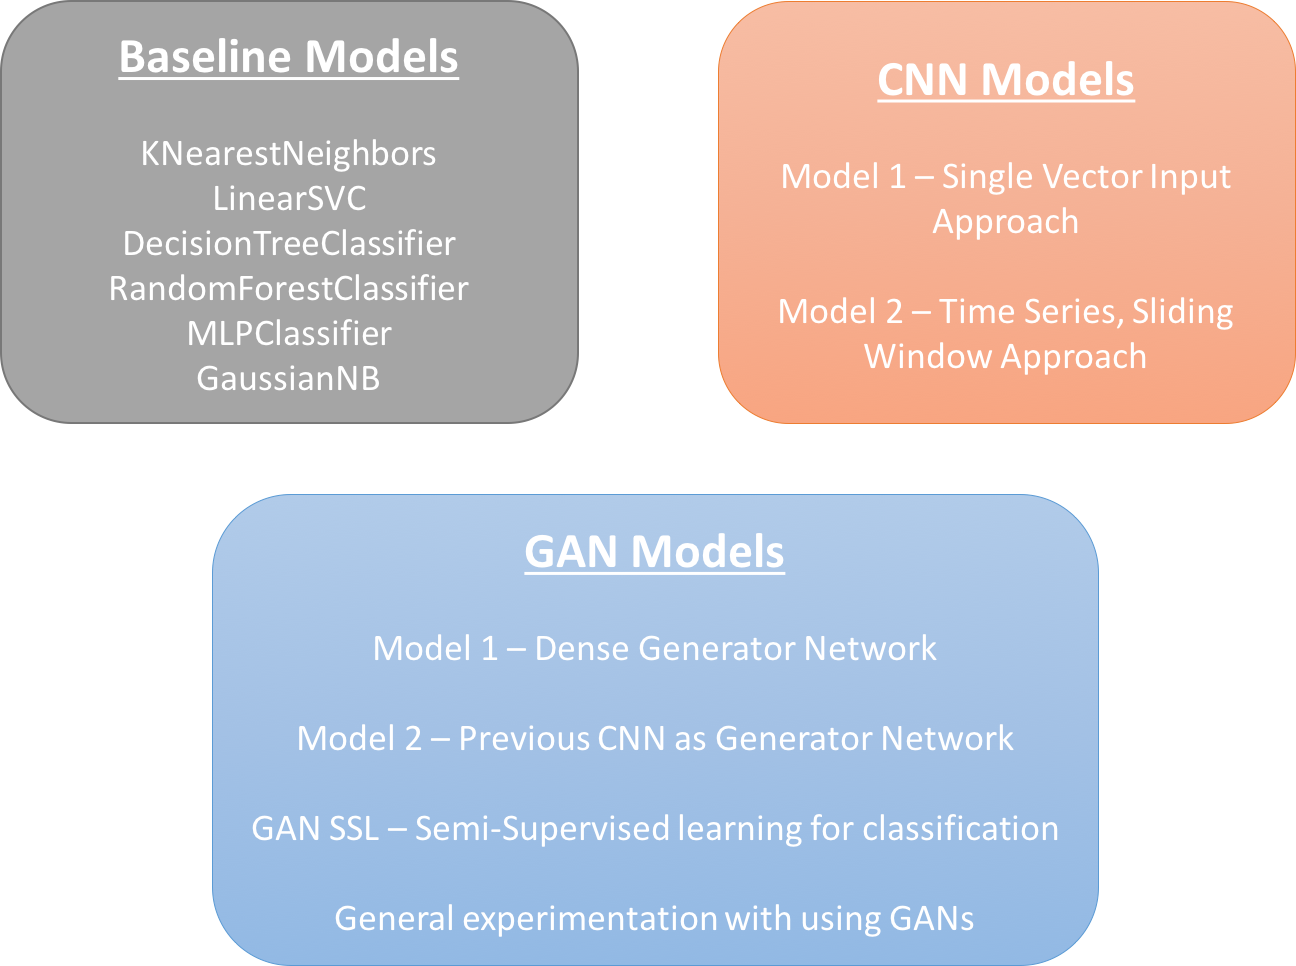 Baseline Models
KNearestNeighbors
LinearSVC
DecisionTreeClassifier
RandomForestClassifier
MLPClassifier
GaussianNB
CNN Models
Model 1 – Single Vector Input
Approach
Model 2 – Time Series, Sliding
Window Approach
GAN Models
Model 1 – Dense Generator Network
Model 2 – Previous CNN as Generator Network
GAN SSL – Semi-Supervised learning for classification
General experimentation with using GANs